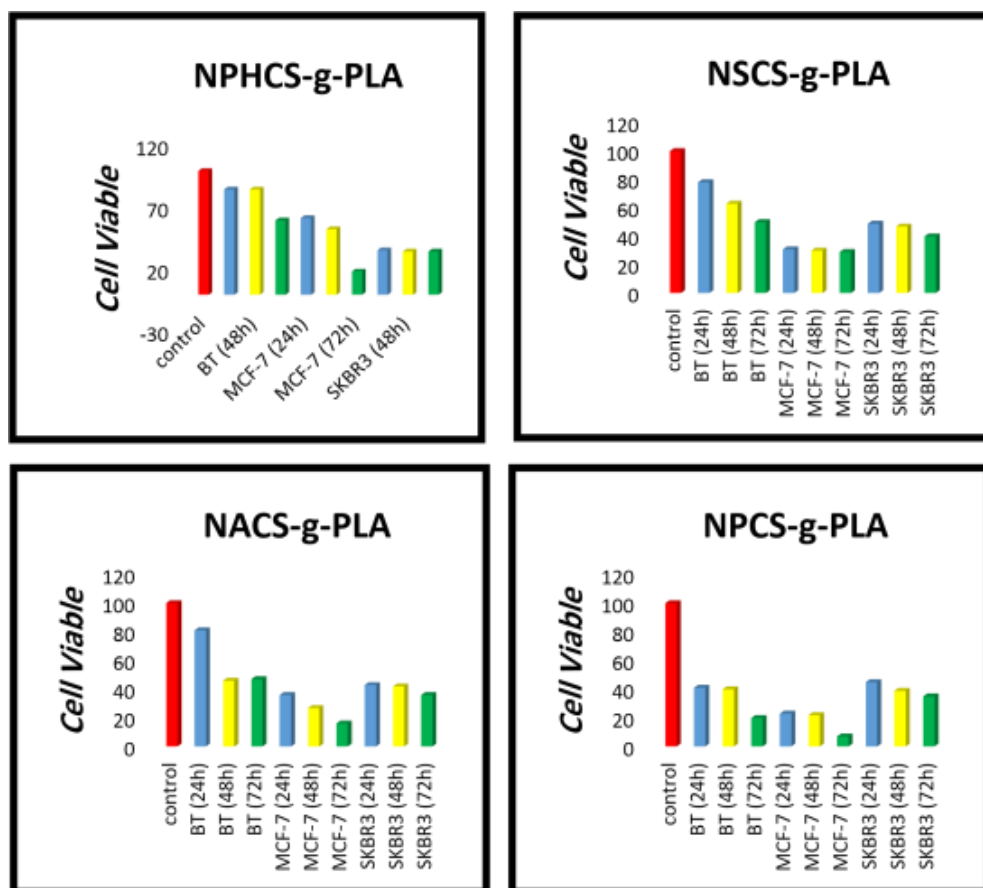 NPHCS-g-PLA
Cell Viable
120
70
20
-30
control
BT (48h)
MCF-7 (24h)
MCF-7 (72h)
SKBR3 (48h)
NSCS-g-PLA
Cell Viable
120
100
80
60
40
20
0
control
BT (24h)
BT (48h)
BT (72h)
MCF-7 (24h)
MCF-7 (48h)
MCF-7 (72h)
SKBR3 (24h)
SKBR3 (48h)
SKBR3 (72h)
NACS-g-PLA
Cell Viable
120
100
80
60
40
20
0
control
BT (24h)
BT (48h)
BT (72h)
MCF-7 (24h)
MCF-7 (48h)
MCF-7 (72h)
SKBR3 (24h)
SKBR3 (48h)
SKBR3 (72h)
NPCS-g-PLA
Cell Viable
120
100
80
60
40
20
0
control
BT (24h)
BT (48h)
BT (72h)
MCF-7 (24h)
MCF-7 (48h)
MCF-7 (72h)
SKBR3 (24h)
SKBR3 (48h)
SKBR3 (72h)